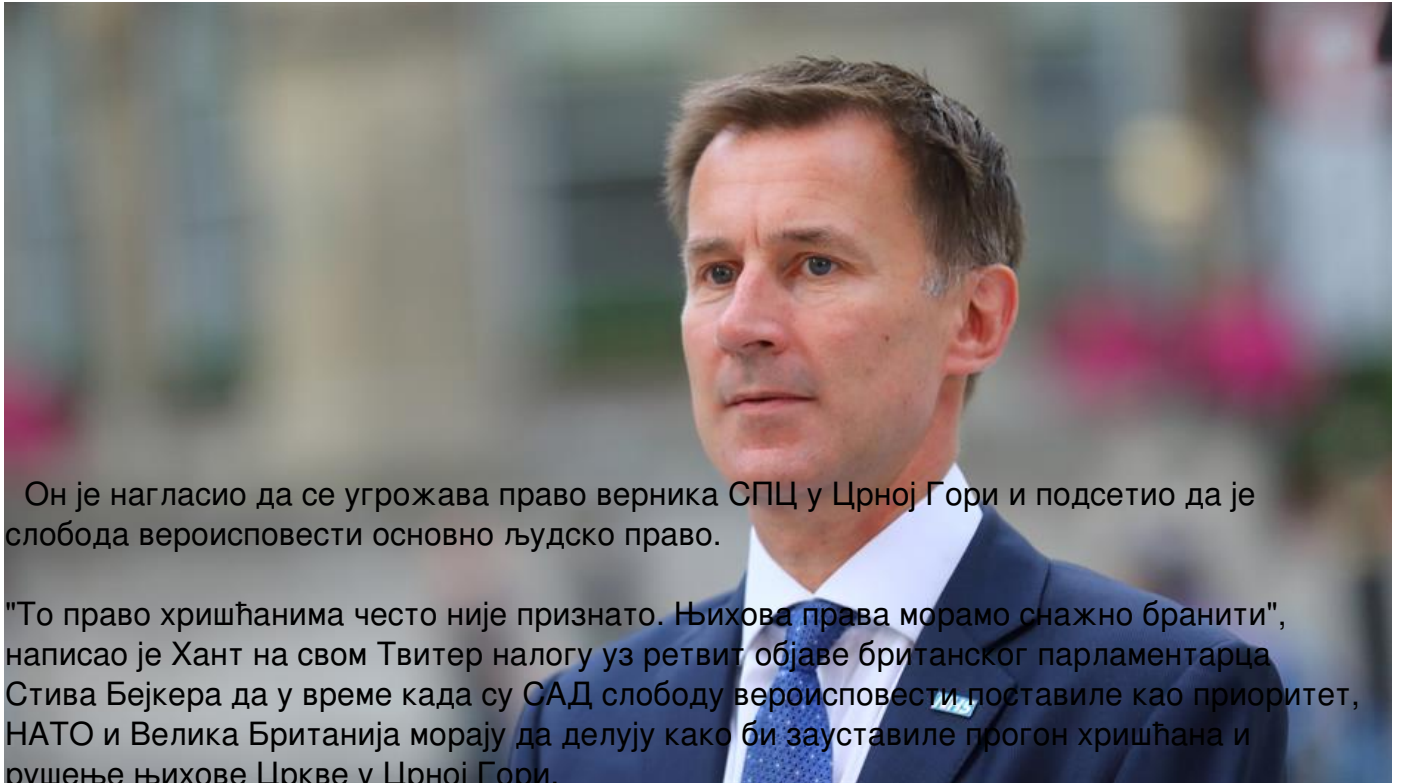 Он је нагласио да се угрожава право верника СПЦ у Црној Гори и подсетио да је
слобода вероисповести основно људско право.
"То право хришћанима често није признато. Њихова права морамо снажно бранити",
написао је Хант на свом Твитер налогу уз ретвит објаве британског парламентарца
Стива Бејкера да у време када су САД слободу вероисповести поставиле као приоритет,
НАТО и Велика Британија морају да делују како би зауставиле прогон хришћана и
рушење њихове Цркве у Црној Гори.